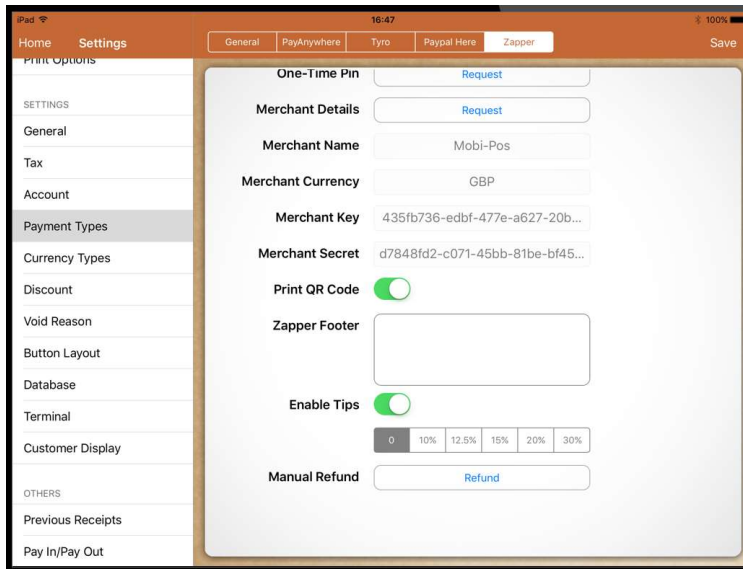 iPad
16:47
100%
Home
Settings
General
PayAnywhere
Tyro
Paypal Here
Zapper
Save
Print Options
SETTINGS
General
Tax
Account
Payment Types
Currency Types
Discount
Void Reason
Button Layout
Database
Terminal
Customer Display
OTHERS
Previous Receipts
Pay In/Pay Out
One-Time Pin
Request
Merchant Details
Request
Merchant Name
Mobi-Pos
Merchant Currency
GBP
Merchant Key
435fb736-edbf-477e-a627-20b...
Merchant Secret
d7848fd2-c071-45bb-81be-bf45...
Print QR Code
Zapper Footer
Enable Tips
0
10%
12.5%
15%
20%
30%
Manual Refund
Refund